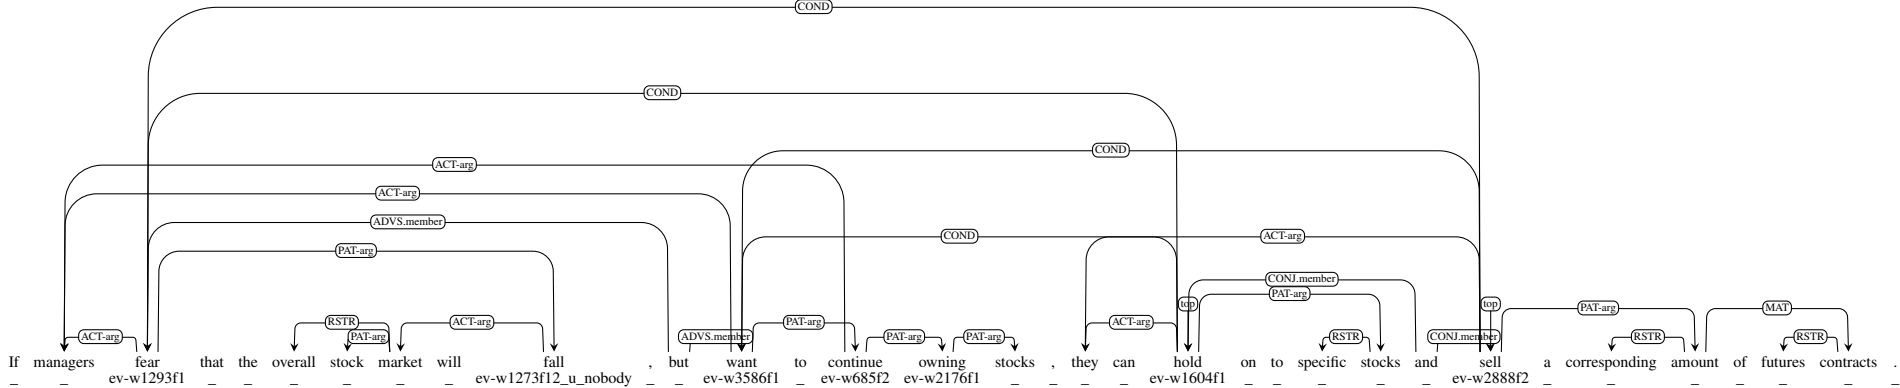 COND
COND
COND
ACT-arg
ACT-arg
ADVS.member
COND ACT-arg
PAT-arg
CONJ.member
PAT-arg
top top PAT-arg MAT
RSTR ACT-arg PAT-arg ACT-arg
ACT-arg PAT-arg ADVS.member PAT-arg PAT-arg RSTR CONJ.member RSTR RSTR
If managers fear that the overall stock market will fall , but want to continue owning stocks , they can hold on to specific stocks and sell a corresponding amount of futures contracts .
_ _ ev-w1293f1 _ _ _ _ _ _ ev-w1273f12_u_nobody _ _ ev-w3586f1 _ ev-w685f2 ev-w2176f1 _ _ _ _ ev-w1604f1 _ _ _ _ _ ev-w2888f2 _ _ _ _ _ _ _